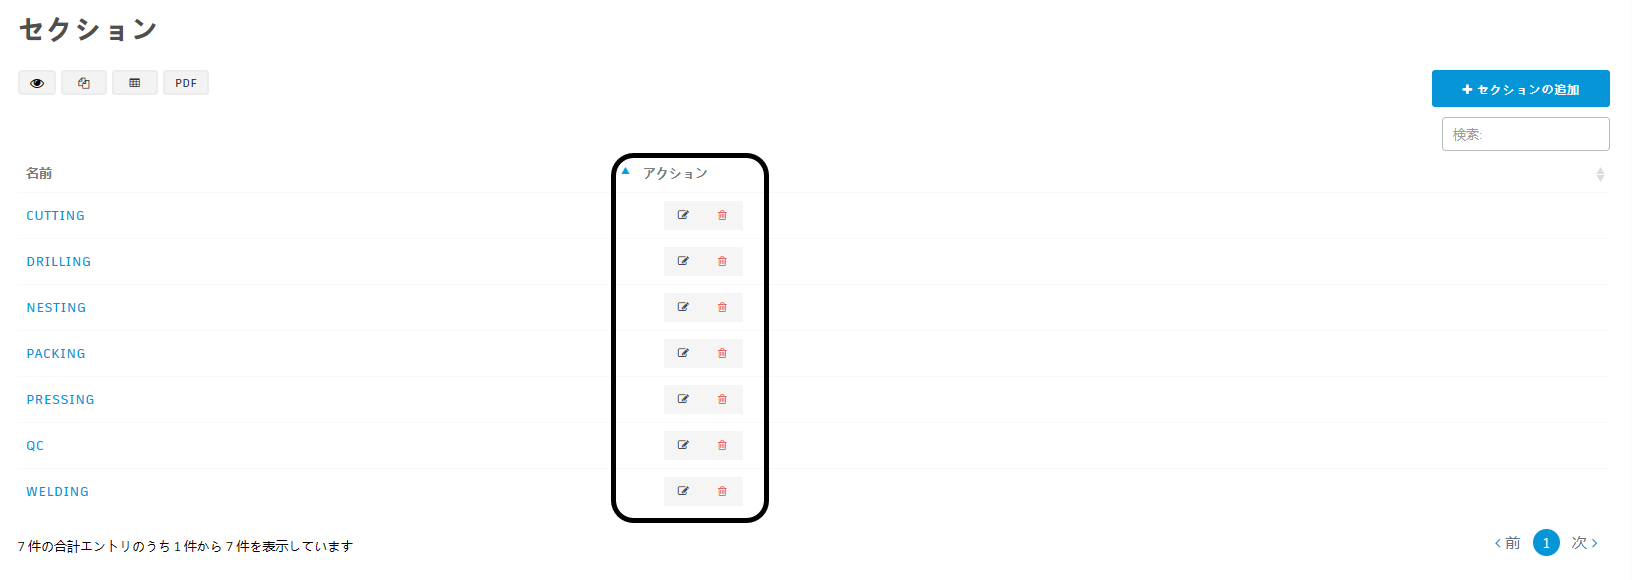 セクション
PDF
セクションの追加
検索:
名前 アクション
CUTTING
DRILLING
NESTING
PACKING
PRESSING
QC
WELDING
7 件の合計エントリのうち 1 件から 7 件を表示しています
前 1 次